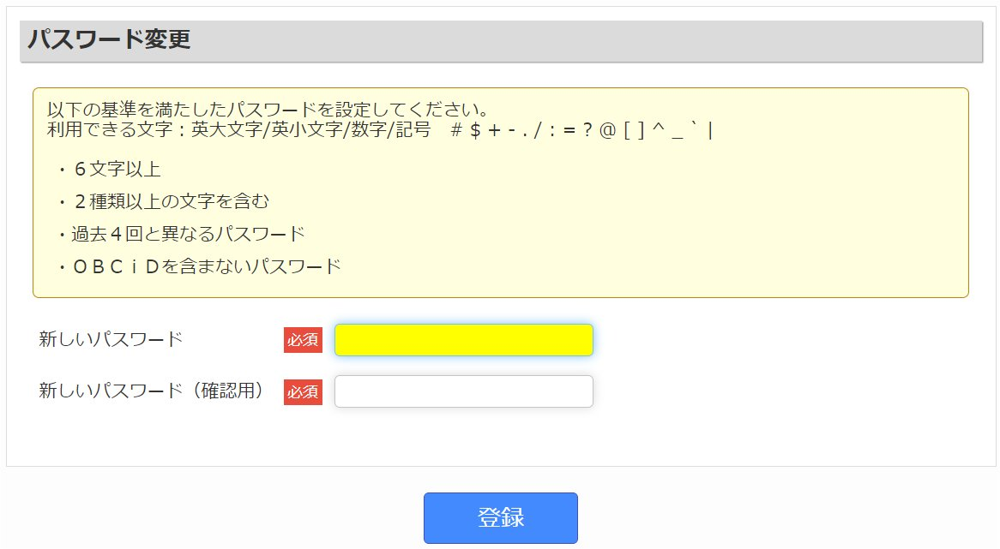 パスワード変更
以下の基準を満たしたパスワードを設定してください。
利用できる文字：英大文字/英小文字/数字/記号　# $ + - . / : = ? @ [ ] ^ _ ` |
・６文字以上
・２種類以上の文字を含む
・過去４回と異なるパスワード
・ＯＢＣｉＤを含まないパスワード
新しいパスワード 必須
新しいパスワード（確認用） 必須
登録